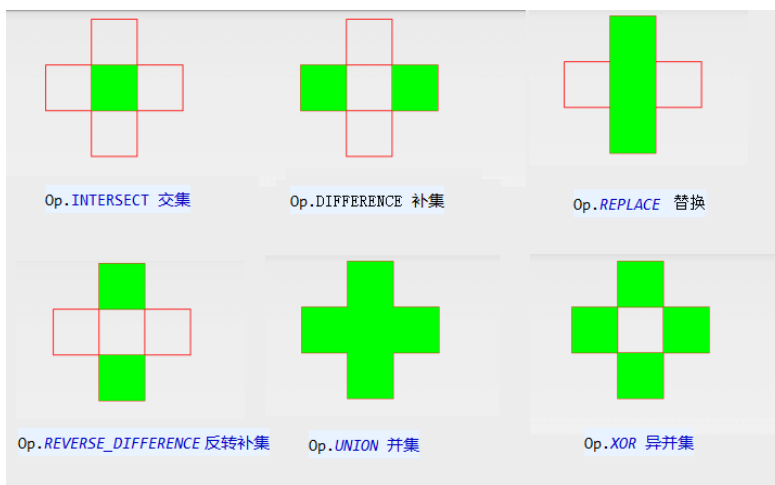 Op.INTERSECT 交集
Op.DIFFERENCE 补集
Op.REPLACE 替换
Op.REVERSE_DIFFERENCE 反转补集
Op.UNION 并集
Op.XOR 异并集